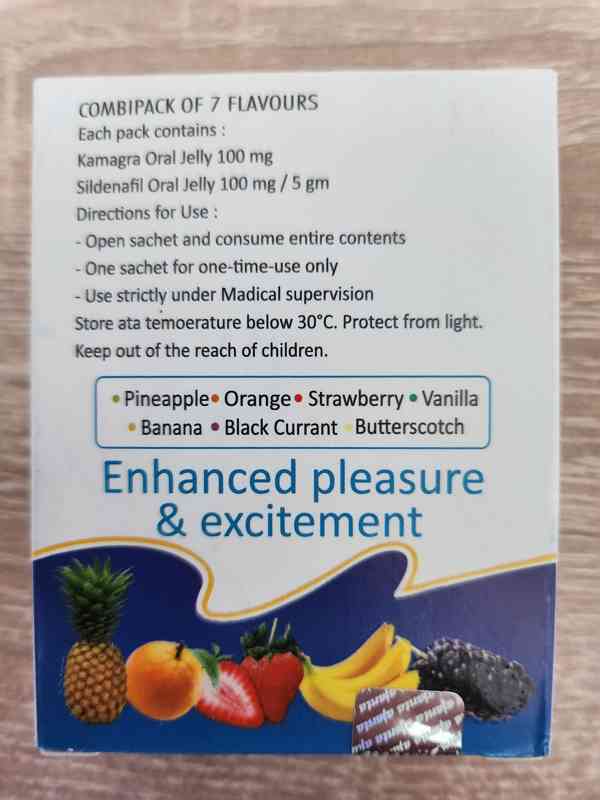 COMBIPACK OF 7 FLAVOURS
Each pack contains :
Kamagra Oral Jelly 100 mg
Sildenafil Oral Jelly 100 mg / 5 gm
Directions for Use :
- Open sachet and consume entire contents
- One sachet for one-time-use only
- Use strictly under Madical supervision
Store ata temoerature below 30°C. Protect from light.
Keep out of the reach of children.
•Pineapple•Orange•Strawberry•Vanilla
•Banana •Black Currant •Butterscotch
Enhanced pleasure
& excitement
ajanta